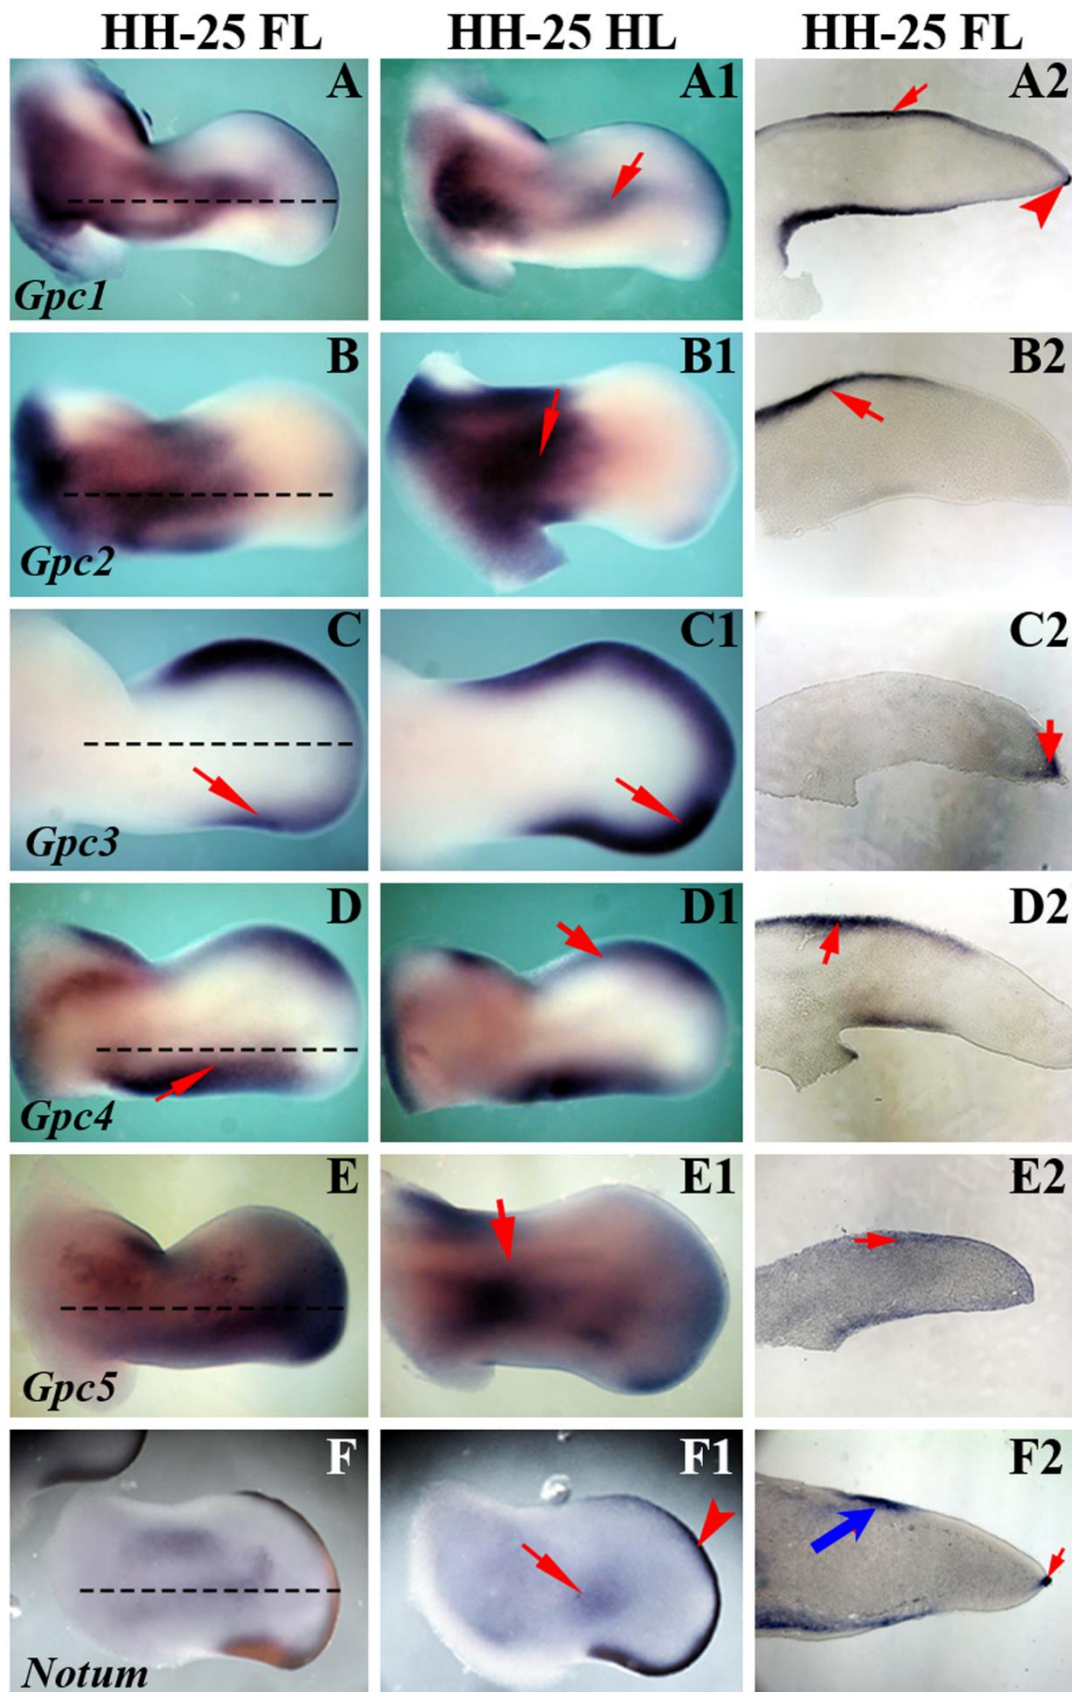 HH-25 FL HH-25 HL HH-25 FL
A A1 A2
Gpc1
B B1 B2
Gpc2
C C1 C2
Gpc3
D D1 D2
Gpc4
E E1 E2
Gpc5
F F1 F2
Notum